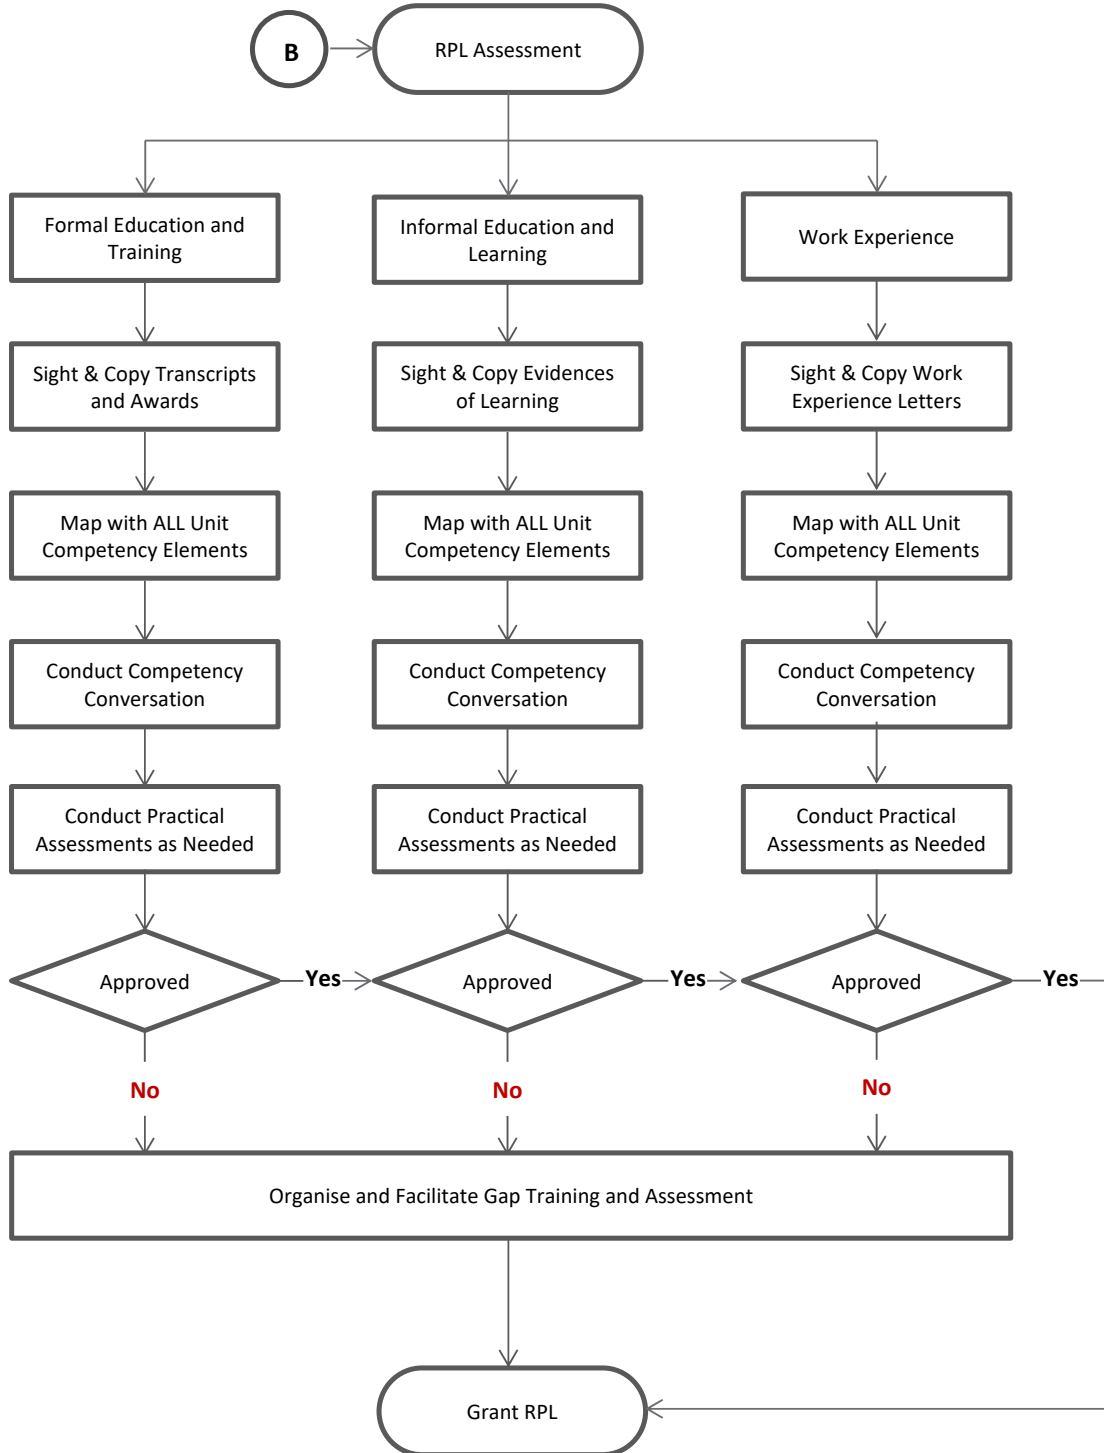 B
RPL Assessment
Formal Education and
Training
Informal Education and
Learning
Work Experience
Sight & Copy Transcripts
and Awards
Sight & Copy Evidences
of Learning
Sight & Copy Work
Experience Letters
Map with ALL Unit
Competency Elements
Map with ALL Unit
Competency Elements
Map with ALL Unit
Competency Elements
Conduct Competency
Conversation
Conduct Competency
Conversation
Conduct Competency
Conversation
Conduct Practical
Assessments as Needed
Conduct Practical
Assessments as Needed
Conduct Practical
Assessments as Needed
Approved
Yes
Approved
Yes
Approved
Yes
No
No
No
Organise and Facilitate Gap Training and Assessment
Grant RPL